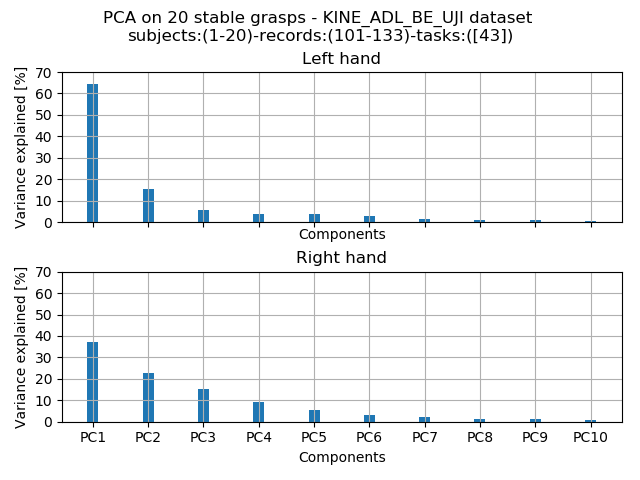 PCA on 20 stable grasps - KINE_ADL_BE_UJI dataset
subjects:(1-20)-records:(101-133)-tasks:([43])
Left hand
Variance explained [%]
70
60
50
40
30
20
10
0
Components
Right hand
Variance explained [%]
70
60
50
40
30
20
10
0
PC1 PC2 PC3 PC4 PC5 PC6 PC7 PC8 PC9 PC10
Components